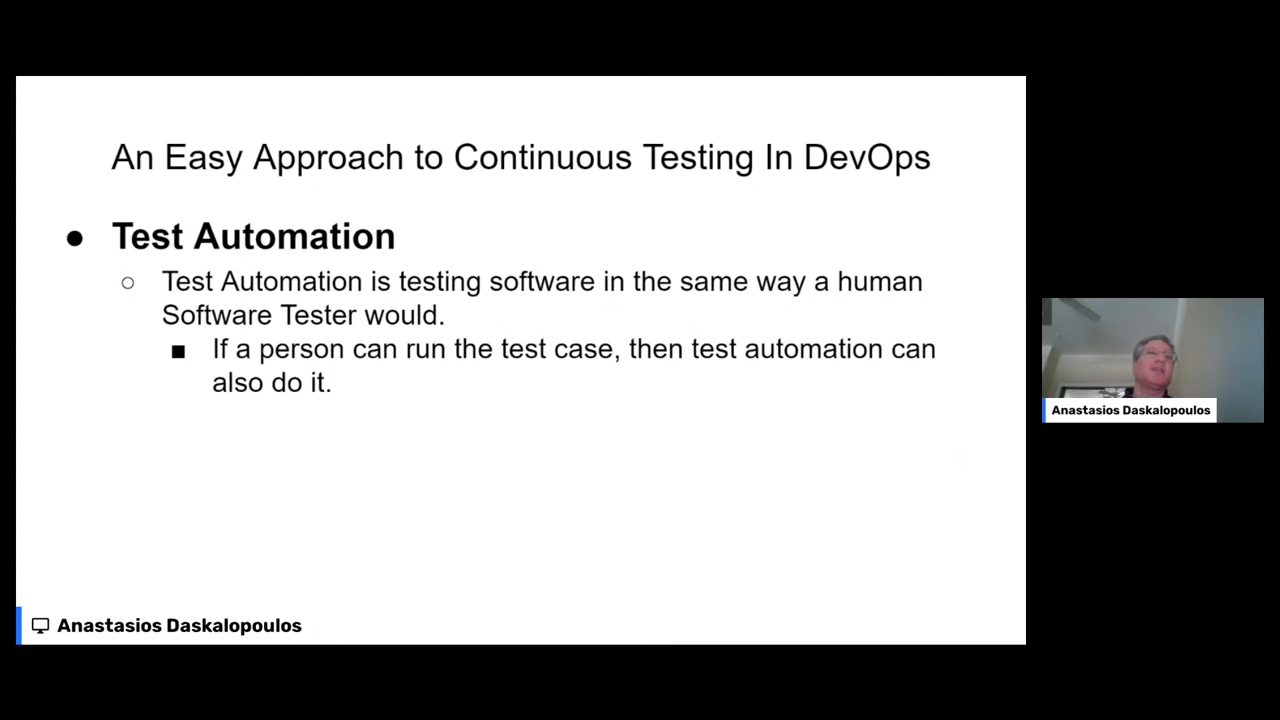 An Easy Approach to Continuous Testing In DevOps
● Test Automation
○ Test Automation is testing software in the same way a human
Software Tester would.
■ If a person can run the test case, then test automation can
also do it.
Anastasios Daskalopoulos
Anastasios Daskalopoulos